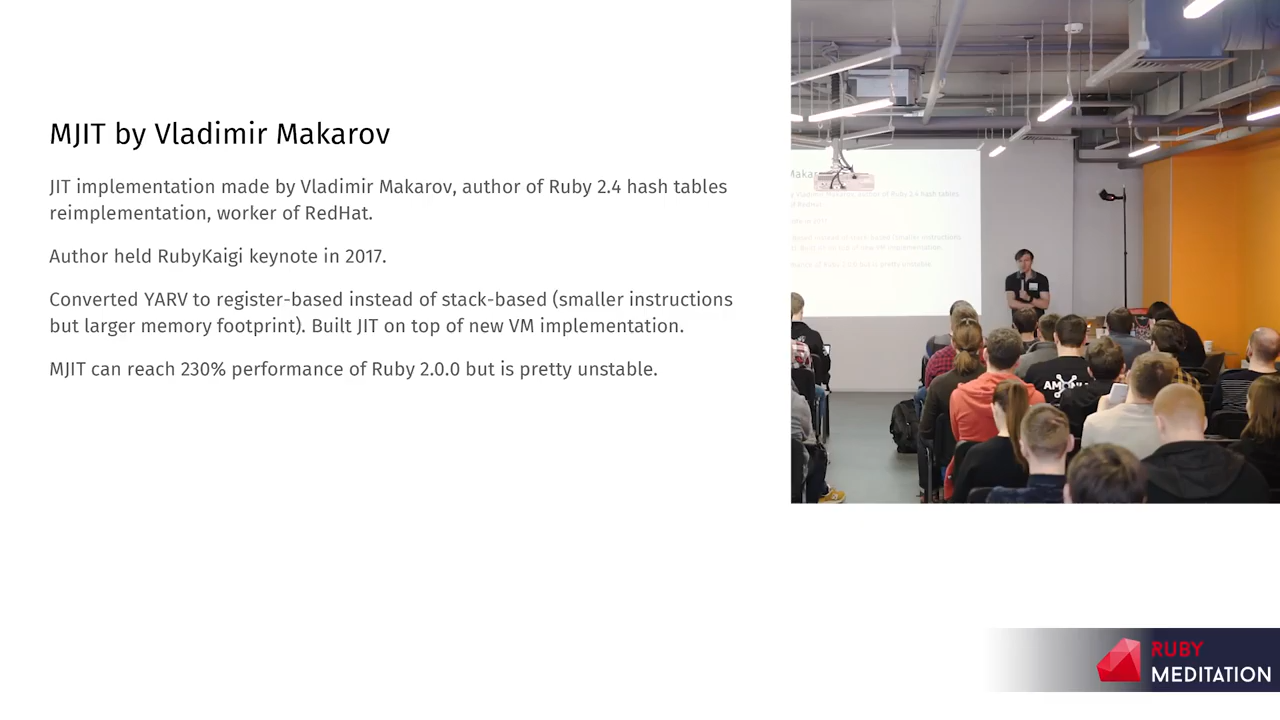 MJIT by Vladimir Makarov
JIT implementation made by Vladimir Makarov, author of Ruby 2.4 hash tables
reimplementation, worker of RedHat.
Author held RubyKaigi keynote in 2017.
Converted YARV to register-based instead of stack-based (smaller instructions
but larger memory footprint). Built JIT on top of new VM implementation.
MJIT can reach 230% performance of Ruby 2.0.0 but is pretty unstable.
RUBY
MEDITATION